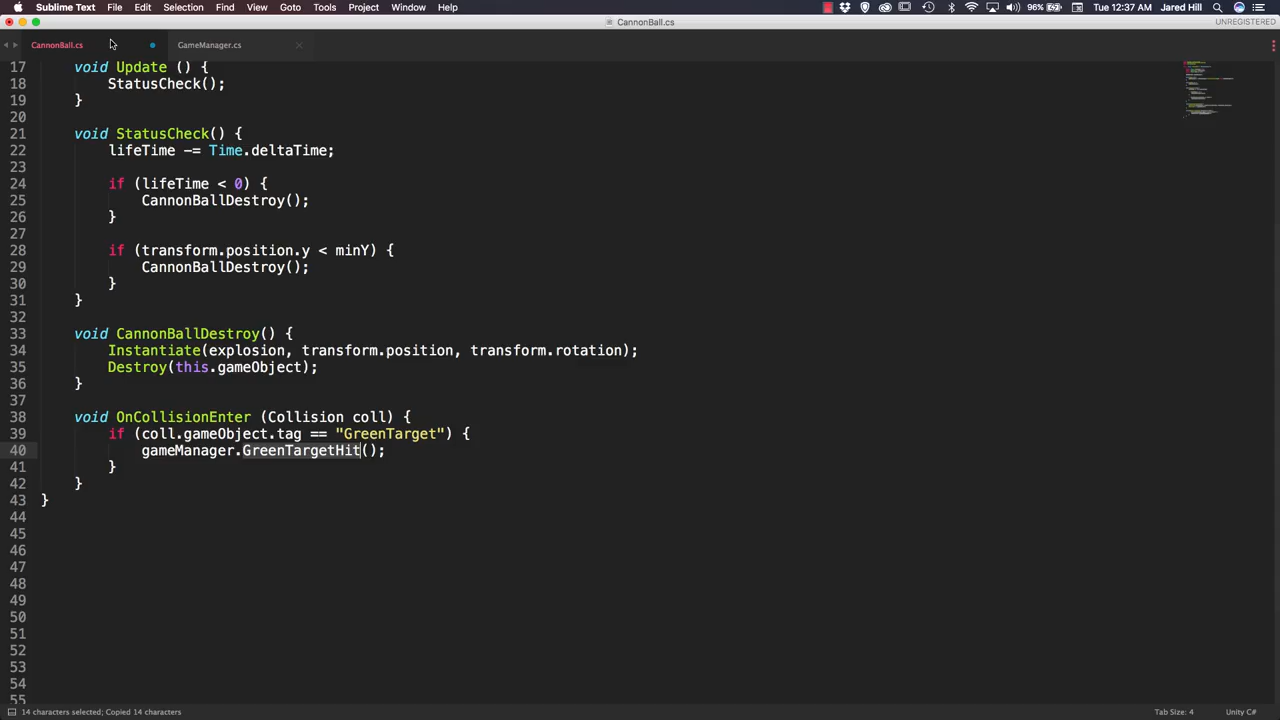 Sublime Text File Edit Selection Find View Goto Tools Project Window Help 96% Tue 12:37 AM Jared Hill
CannonBall.cs UNREGISTERED
CannonBall.cs GameManager.cs
17 void Update () {
18 StatusCheck();
19 }
20
21 void StatusCheck() {
22 lifeTime -= Time.deltaTime;
23
24 if (lifeTime < 0) {
25 CannonBallDestroy();
26 }
27
28 if (transform.position.y < minY) {
29 CannonBallDestroy();
30 }
31 }
32
33 void CannonBallDestroy() {
34 Instantiate(explosion, transform.position, transform.rotation);
35 Destroy(this.gameObject);
36 }
37
38 void OnCollisionEnter (Collision coll) {
39 if (coll.gameObject.tag == "GreenTarget") {
40 gameManager.GreenTargetHit();
41 }
42 }
43 }
44
45
46
47
48
49
50
51
52
53
54
55
14 characters selected; Copied 14 characters Tab Size: 4 Unity C#